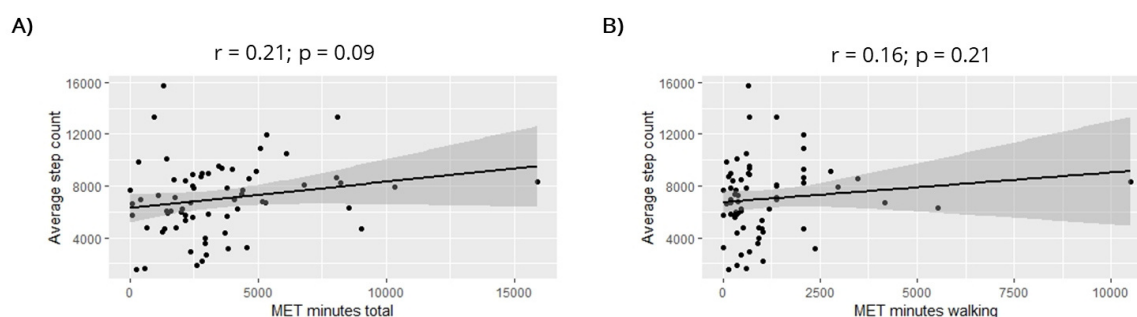 A)
r = 0.21; p = 0.09
Average step count
16000
12000
8000
4000
0
5000
10000
15000
MET minutes total
B)
r = 0.16; p = 0.21
Average step count
16000
12000
8000
4000
0
2500
5000
7500
10000
MET minutes walking